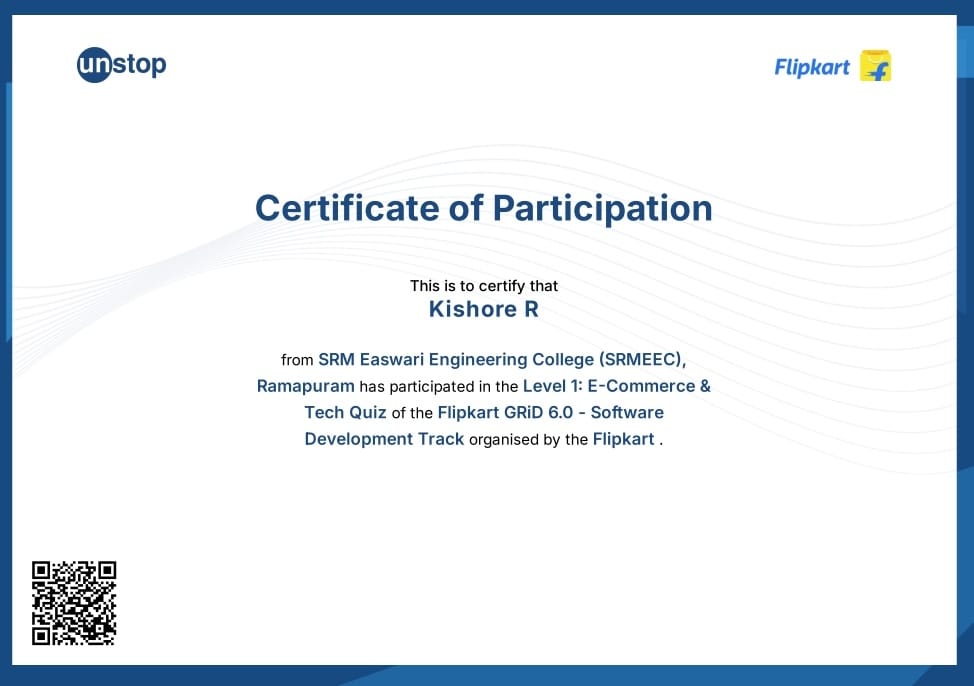 unstop
Flipkart
Certificate of Participation
This is to certify that
Kishore R
from SRM Easwari Engineering College (SRMEEC),
Ramapuram has participated in the Level 1: E-Commerce &
Tech Quiz of the Flipkart GRiD 6.0 - Software
Development Track organised by the Flipkart .